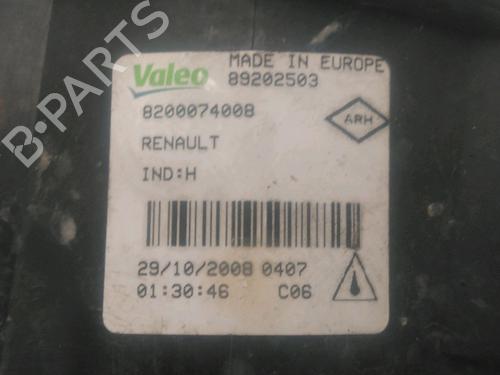 B-PARTS
Valeo MADE IN EUROPE
89202503
8200074008
ARH
RENAULT
IND:H
29/10/2008 0407
01:30:46 C06